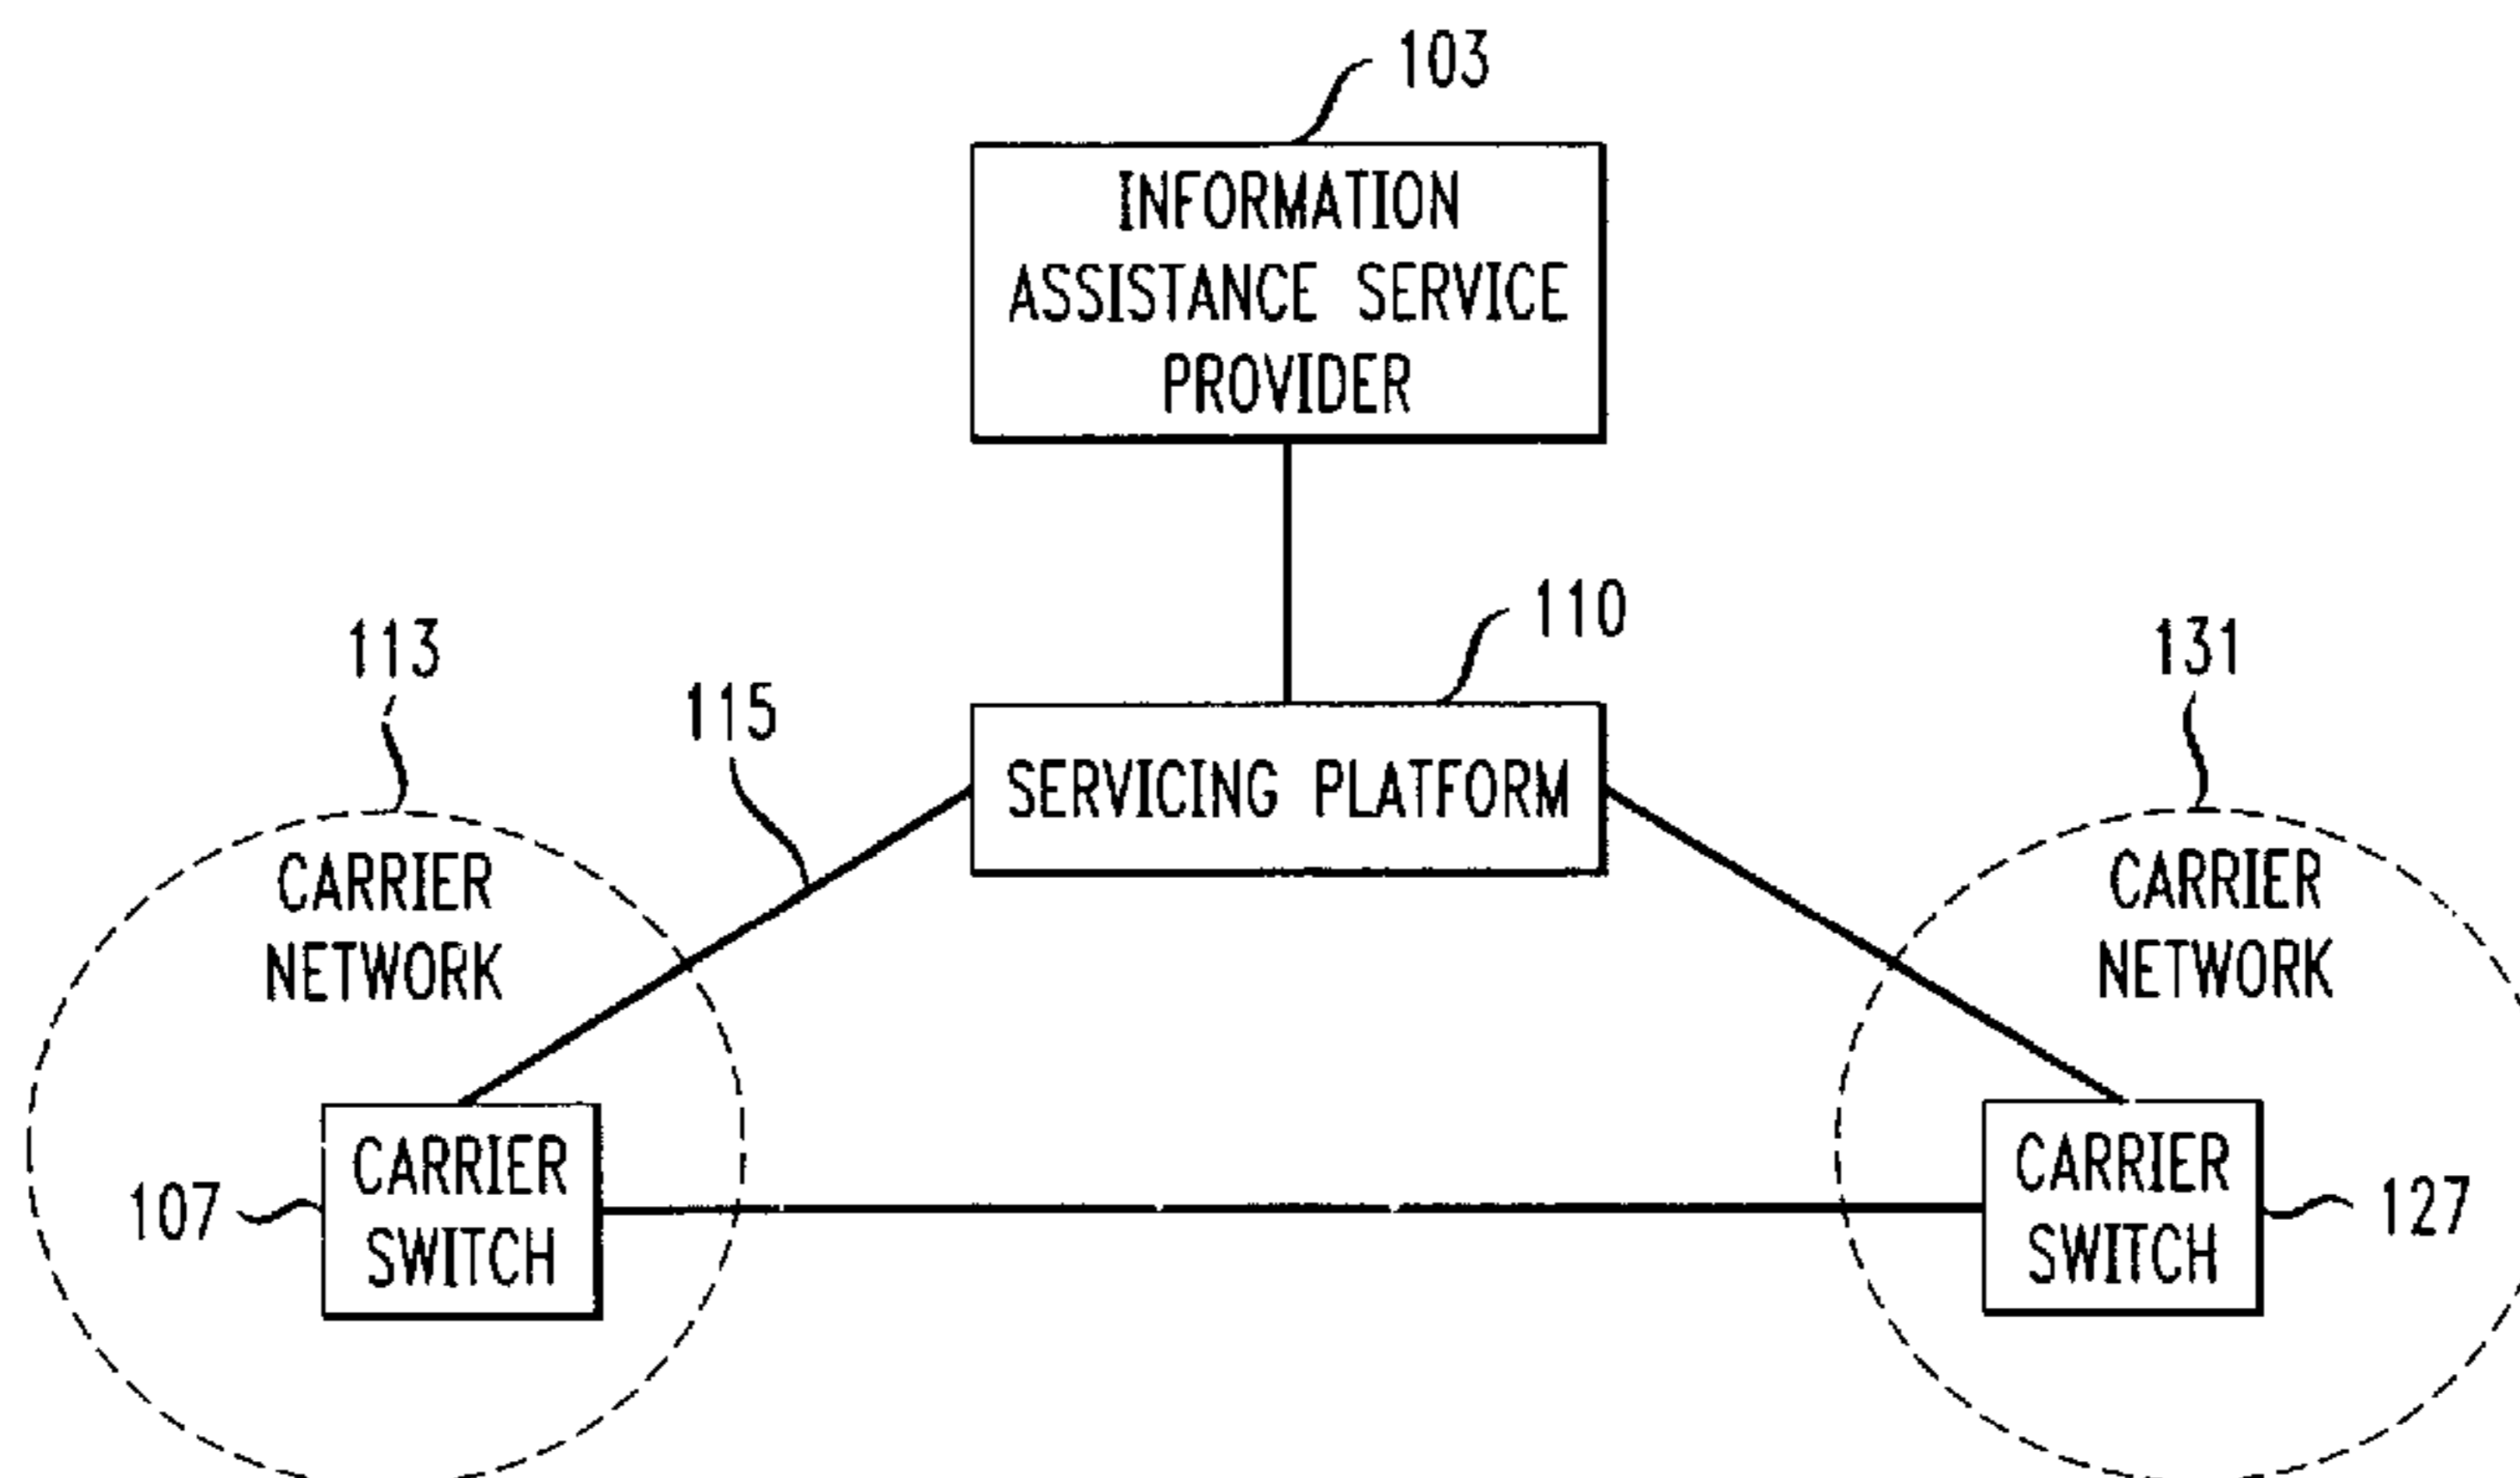 103
INFORMATION
ASSISTANCE SERVICE
PROVIDER
110
113
131
115
SERVICING PLATFORM
CARRIER
NETWORK
CARRIER
NETWORK
CARRIER
SWITCH
107
CARRIER
SWITCH
127